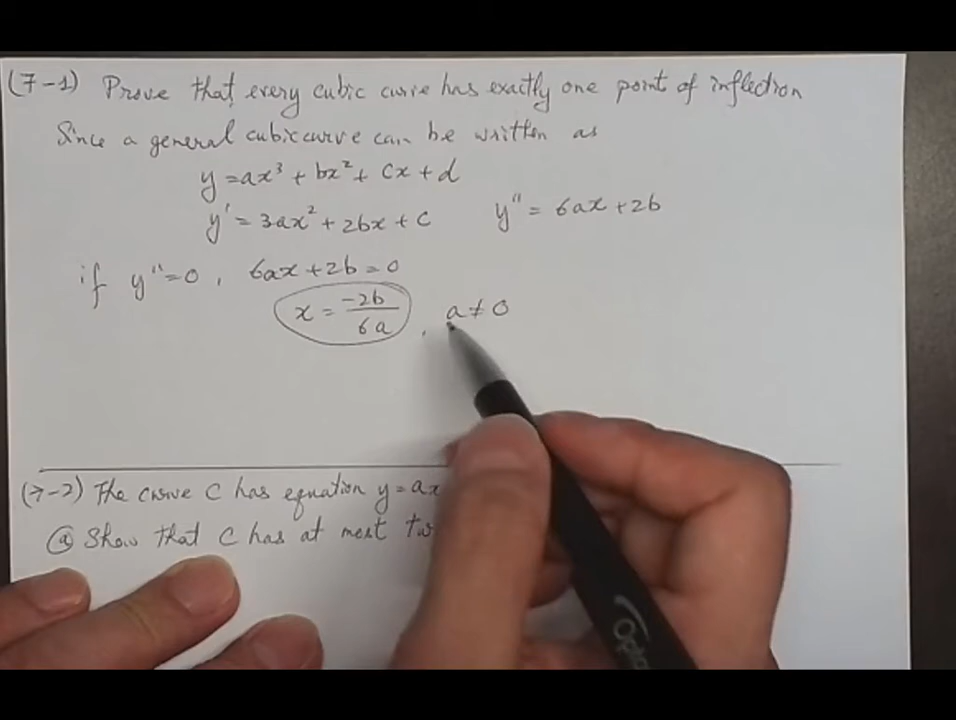 (7-1) Prove that every cubic curve has exactly one point of inflection
Since a general cubic curve can be written as
y = ax³ + bx² + cx + d
y' = 3ax² + 2bx + c y'' = 6ax + 2b
if y'' = 0, 6ax + 2b = 0
x = -2b/6a, a ≠ 0
(7-2) The curve C has equation y = ax
ⓐ Show that C has at most